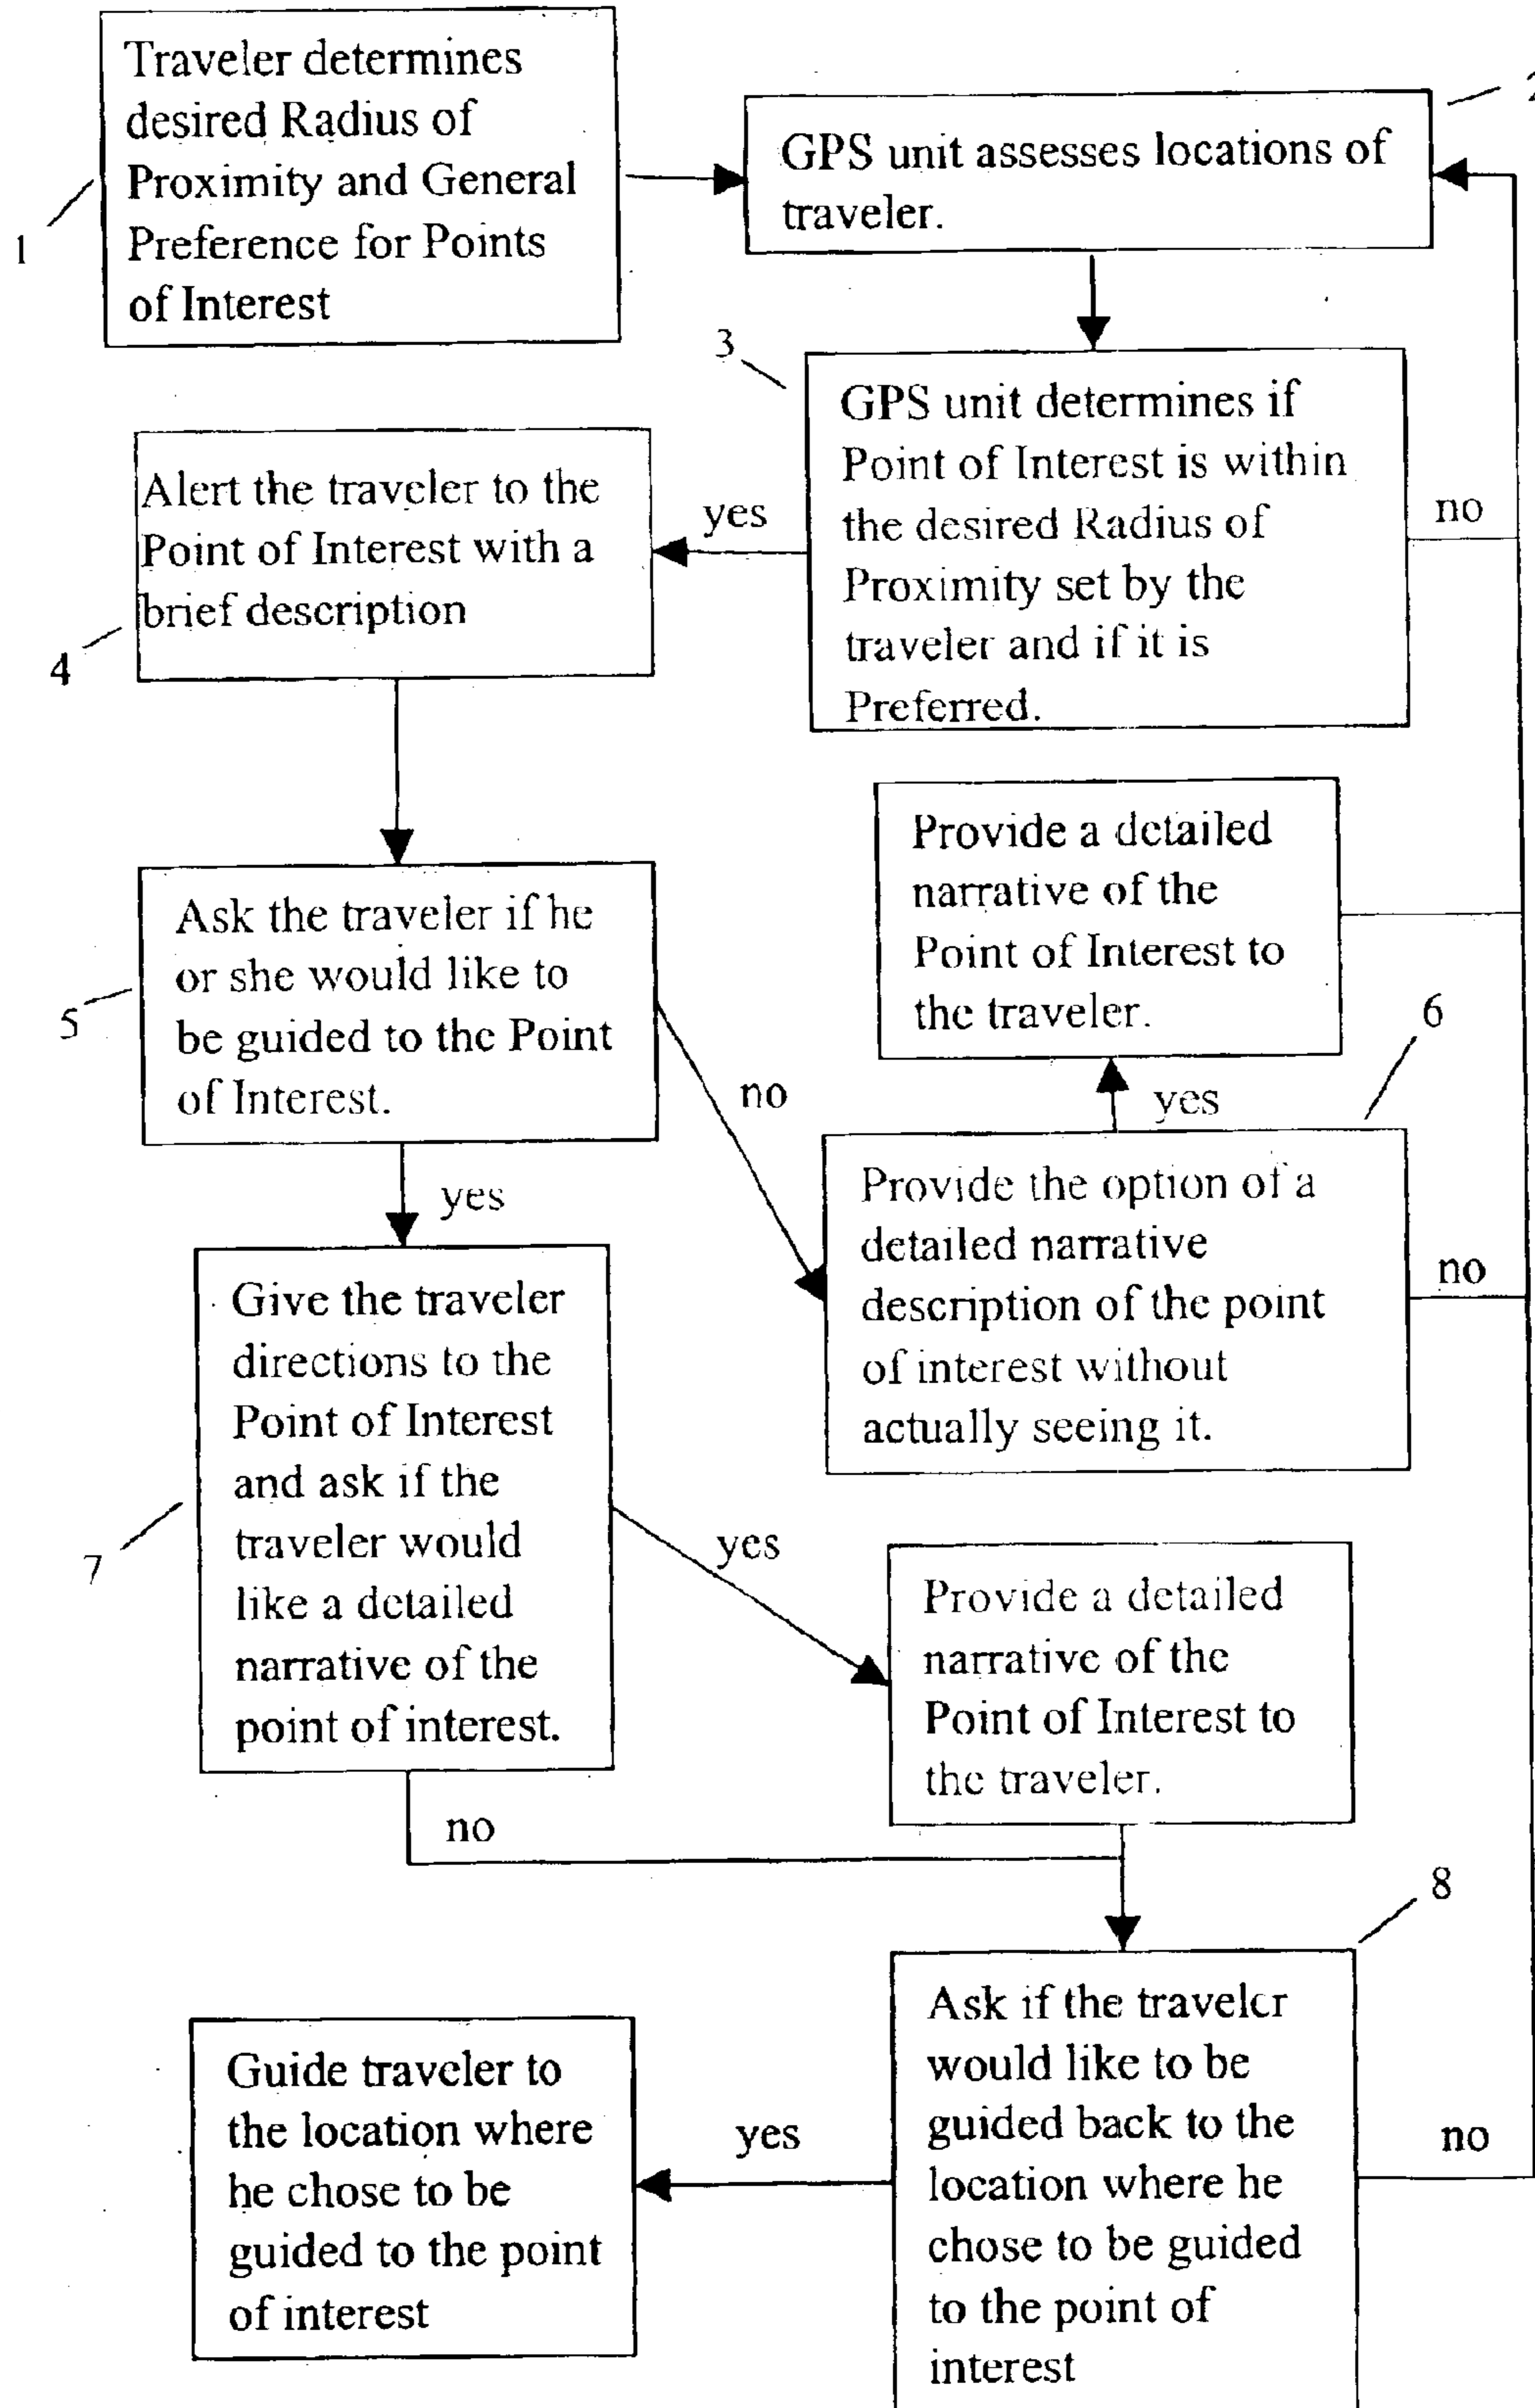 Traveler determines
desired Radius of
Proximity and General
Preference for Points
of Interest
1
GPS unit assesses locations of
traveler.
GPS unit determines if
Point of Interest is within
the desired Radius of
Proximity set by the
traveler and if it is
Preferred.
3
yes
no
Alert the traveler to the
Point of Interest with a
brief description
4
Ask the traveler if he
or she would like to
be guided to the Point
of Interest.
5
no
yes
Provide a detailed
narrative of the
Point of Interest to
the traveler.
6
yes
Provide the option of a
detailed narrative
description of the point
of interest without
actually seeing it.
no
Give the traveler
directions to the
Point of Interest
and ask if the
traveler would
like a detailed
narrative of the
point of interest.
7
yes
no
Provide a detailed
narrative of the
Point of Interest to
the traveler.
8
Ask if the traveler
would like to be
guided back to the
location where he
chose to be guided
to the point of
interest
yes
no
Guide traveler to
the location where
he chose to be
guided to the point
of interest